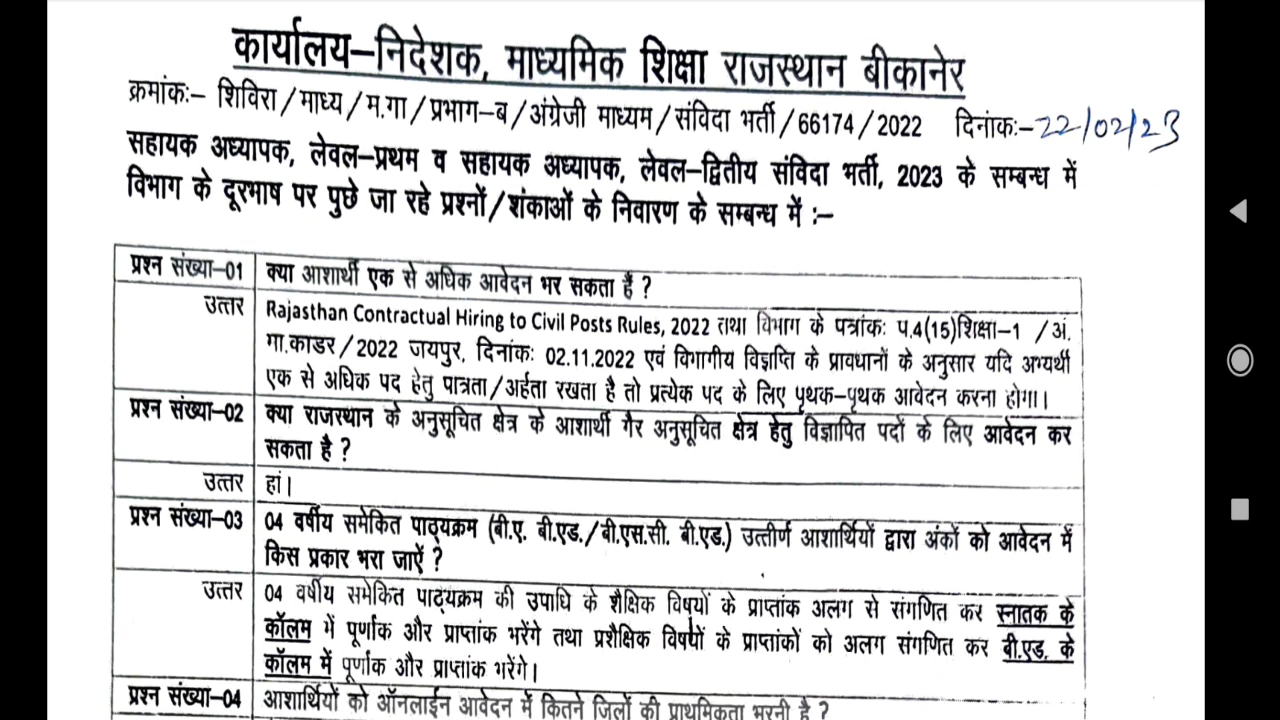 कार्यालय–निदेशक, माध्यमिक शिक्षा राजस्थान बीकानेर
क्रमांकः– शिविरा/माध्य/म.गा/प्रभाग–ब/अंग्रेजी माध्यम/संविदा भर्ती/66174/2022 दिनांकः–22/02/23
सहायक अध्यापक, लेवल–प्रथम व सहायक अध्यापक, लेवल–द्वितीय संविदा भर्ती, 2023 के सम्बन्ध में
विभाग के दूरभाष पर पुछे जा रहे प्रश्नों/शंकाओं के निवारण के सम्बन्ध में :–
प्रश्न संख्या–01 क्या आशार्थी एक से अधिक आवेदन भर सकता हैं ?
उत्तर Rajasthan Contractual Hiring to Civil Posts Rules, 2022 तथा विभाग के पत्रांकः प.4(15)शिक्षा–1 /अं.
गा.काडर/2022 जयपुर, दिनांकः 02.11.2022 एवं विभागीय विज्ञप्ति के प्रावधानों के अनुसार यदि अभ्यर्थी
एक से अधिक पद हेतु पात्रता/अर्हता रखता है तो प्रत्येक पद के लिए पृथक–पृथक आवेदन करना होगा।
प्रश्न संख्या–02 क्या राजस्थान के अनुसूचित क्षेत्र के आशार्थी गैर अनुसूचित क्षेत्र हेतु विज्ञापित पदों के लिए आवेदन कर
सकता है ?
उत्तर हां।
प्रश्न संख्या–03 04 वर्षीय समेकित पाठ्यक्रम (बी.ए. बी.एड./बी.एस.सी. बी.एड.) उत्तीर्ण आशार्थियों द्वारा अंकों को आवेदन में
किस प्रकार भरा जाऐं ?
उत्तर 04 वर्षीय समेकित पाठ्यक्रम की उपाधि के शैक्षिक विषयों के प्राप्तांक अलग से संगणित कर स्नातक के
कॉलम में पूर्णाक और प्राप्तांक भरेंगे तथा प्रशैक्षिक विषयों के प्राप्तांकों को अलग संगणित कर बी.एड. के
कॉलम में पूर्णाक और प्राप्तांक भरेंगे।
प्रश्न संख्या–04 आशार्थियों को ऑनलाईन आवेदन में कितने जिलों की प्राथमिकता भरनी है ?